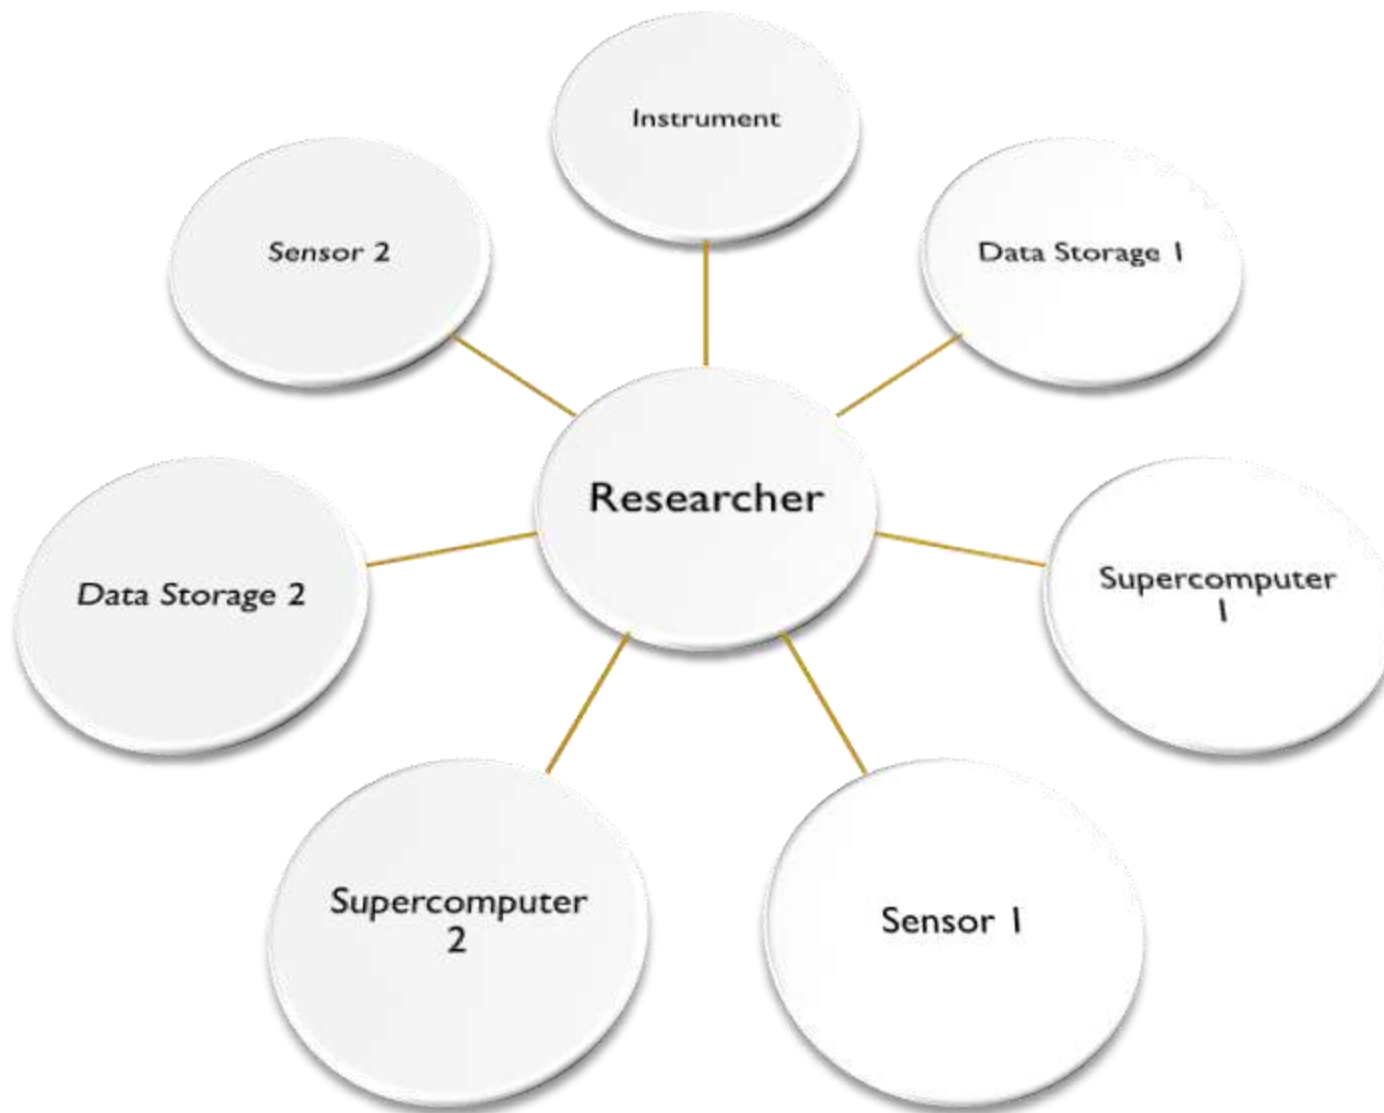 Instrument
Sensor 2
Data Storage 1
Researcher
Data Storage 2
Supercomputer
1
Supercomputer
2
Sensor 1